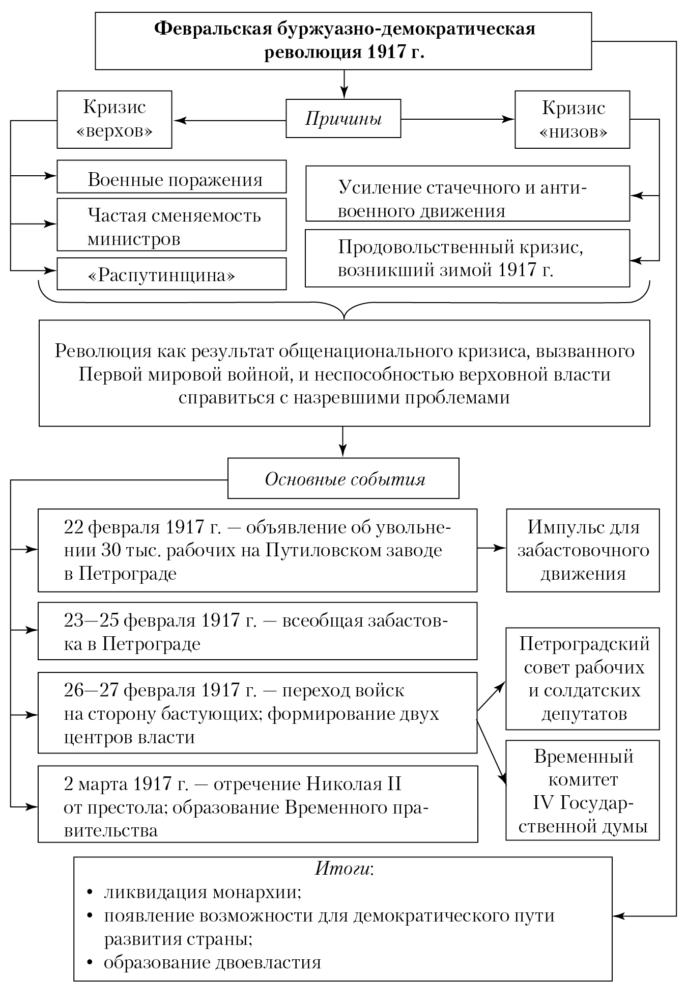 Февральская буржуазно-демократическая
революция 1917 г.
Причины
Кризис
«верхов»
Кризис
«низов»
Военные поражения
Частая сменяемость
министров
«Распутинщина»
Усиление стачечного и анти-
военного движения
Продовольственный кризис,
возникший зимой 1917 г.
Революция как результат общенационального кризиса, вызванного
Первой мировой войной, и неспособностью верховной власти
справиться с назревшими проблемами
Основные события
22 февраля 1917 г. — объявление об увольне-
нии 30 тыс. рабочих на Путиловском заводе
в Петрограде
Импульс для
забастовочного
движения
23—25 февраля 1917 г. — всеобщая забастов-
ка в Петрограде
26—27 февраля 1917 г. — переход войск
на сторону бастующих; формирование двух
центров власти
Петроградский
совет рабочих
и солдатских
депутатов
Временный
комитет
IV Государ-
ственной думы
2 марта 1917 г. — отречение Николая II
от престола; образование Временного пра-
вительства
Итоги:
• ликвидация монархии;
• появление возможности для демократического пути
развития страны;
• образование двоевластия